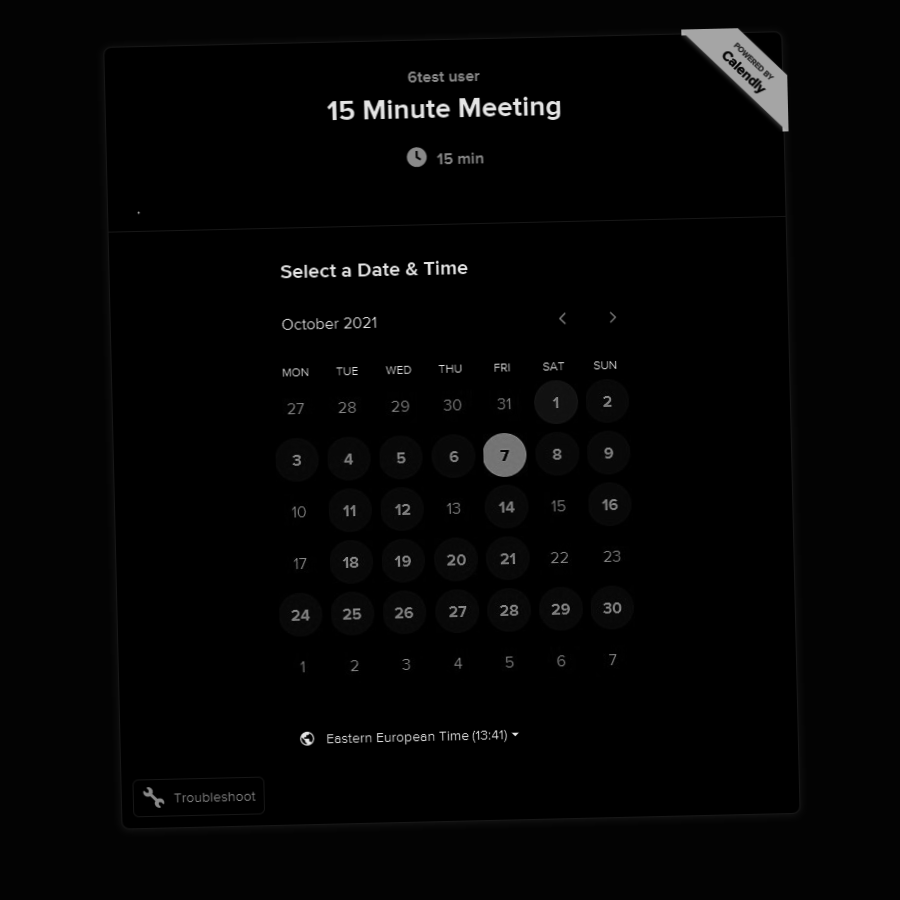 POWERED BY
Calendly
6test user
15 Minute Meeting
15 min
Select a Date & Time
October 2021
MON TUE WED THU FRI SAT SUN
27 28 29 30 31 1 2
3 4 5 6 7 8 9
10 11 12 13 14 15 16
17 18 19 20 21 22 23
24 25 26 27 28 29 30
1 2 3 4 5 6 7
Eastern European Time (13:41)
Troubleshoot